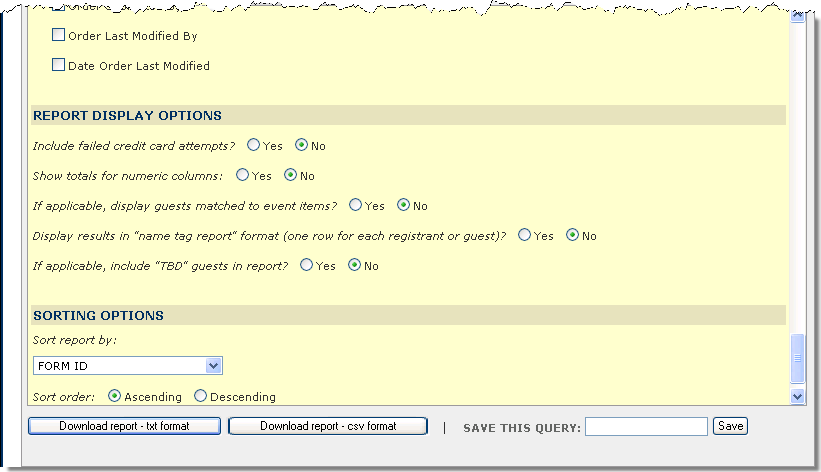 Order Last Modified By
Date Order Last Modified
REPORT DISPLAY OPTIONS
Include failed credit card attempts? Yes No
Show totals for numeric columns: Yes No
If applicable, display guests matched to event items? Yes No
Display results in "name tag report" format (one row for each registrant or guest)? Yes No
If applicable, include "TBD" guests in report? Yes No
SORTING OPTIONS
Sort report by:
FORM ID
Sort order: Ascending Descending
Download report - txt format Download report - csv format | SAVE THIS QUERY: Save